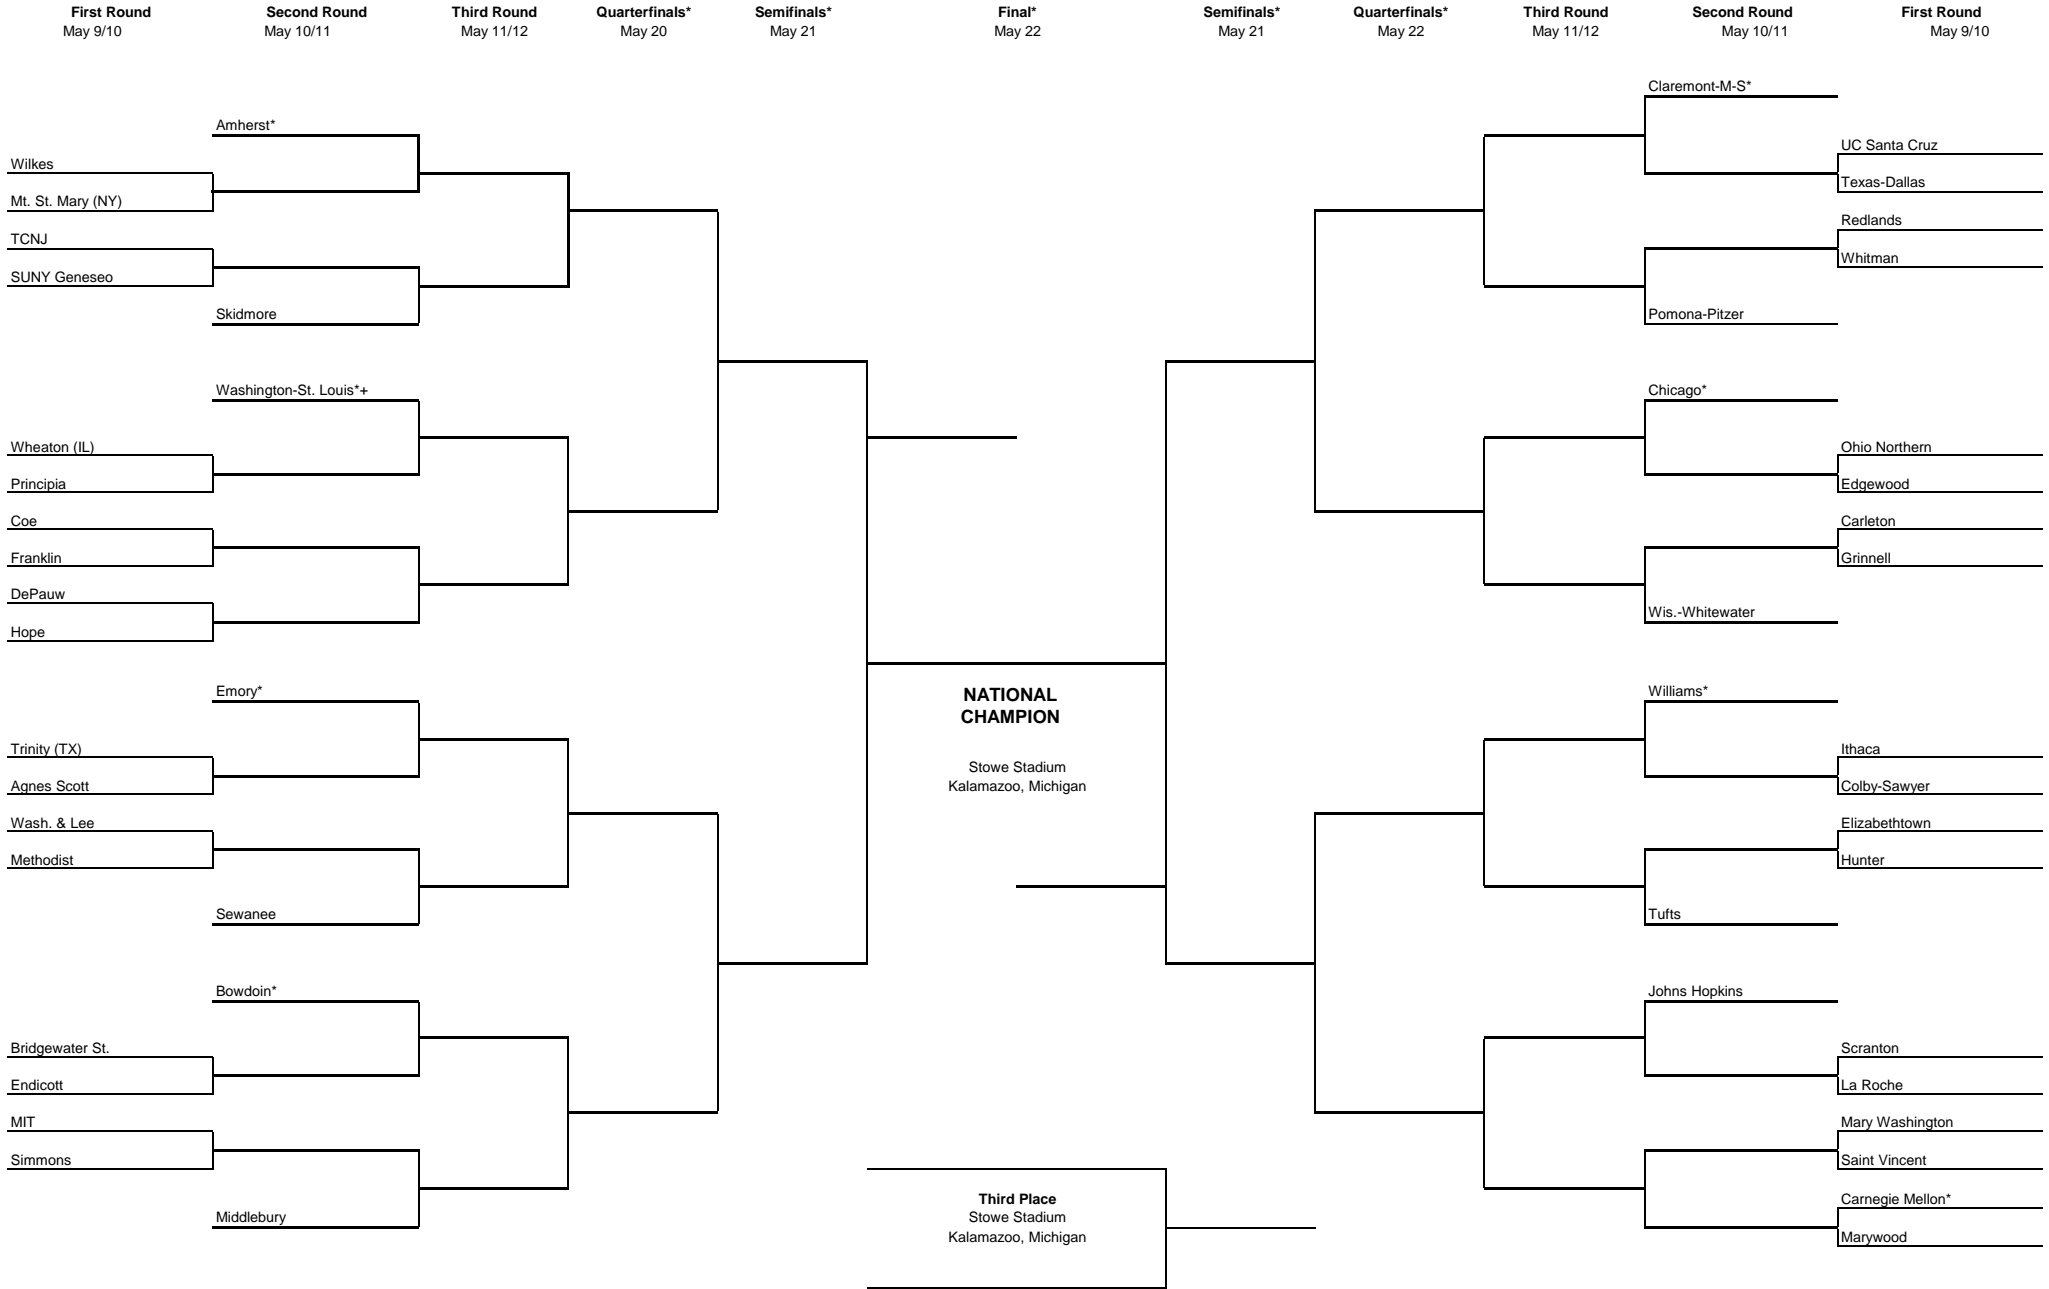 First Round
May 9/10
Second Round
May 10/11
Third Round
May 11/12
Quarterfinals*
May 20
Semifinals*
May 21
Final*
May 22
Semifinals*
May 21
Quarterfinals*
May 22
Third Round
May 11/12
Second Round
May 10/11
First Round
May 9/10
Amherst*
Wilkes
Mt. St. Mary (NY)
TCNJ
SUNY Geneseo
Skidmore
Washington-St. Louis*+
Wheaton (IL)
Principia
Coe
Franklin
DePauw
Hope
Emory*
Trinity (TX)
Agnes Scott
Wash. & Lee
Methodist
Sewanee
Bowdoin*
Bridgewater St.
Endicott
MIT
Simmons
Middlebury
NATIONAL
CHAMPION
Stowe Stadium
Kalamazoo, Michigan
Third Place
Stowe Stadium
Kalamazoo, Michigan
Claremont-M-S*
UC Santa Cruz
Texas-Dallas
Redlands
Whitman
Pomona-Pitzer
Chicago*
Ohio Northern
Edgewood
Carleton
Grinnell
Wis.-Whitewater
Williams*
Ithaca
Colby-Sawyer
Elizabethtown
Hunter
Tufts
Johns Hopkins
Scranton
La Roche
Mary Washington
Saint Vincent
Carnegie Mellon*
Marywood